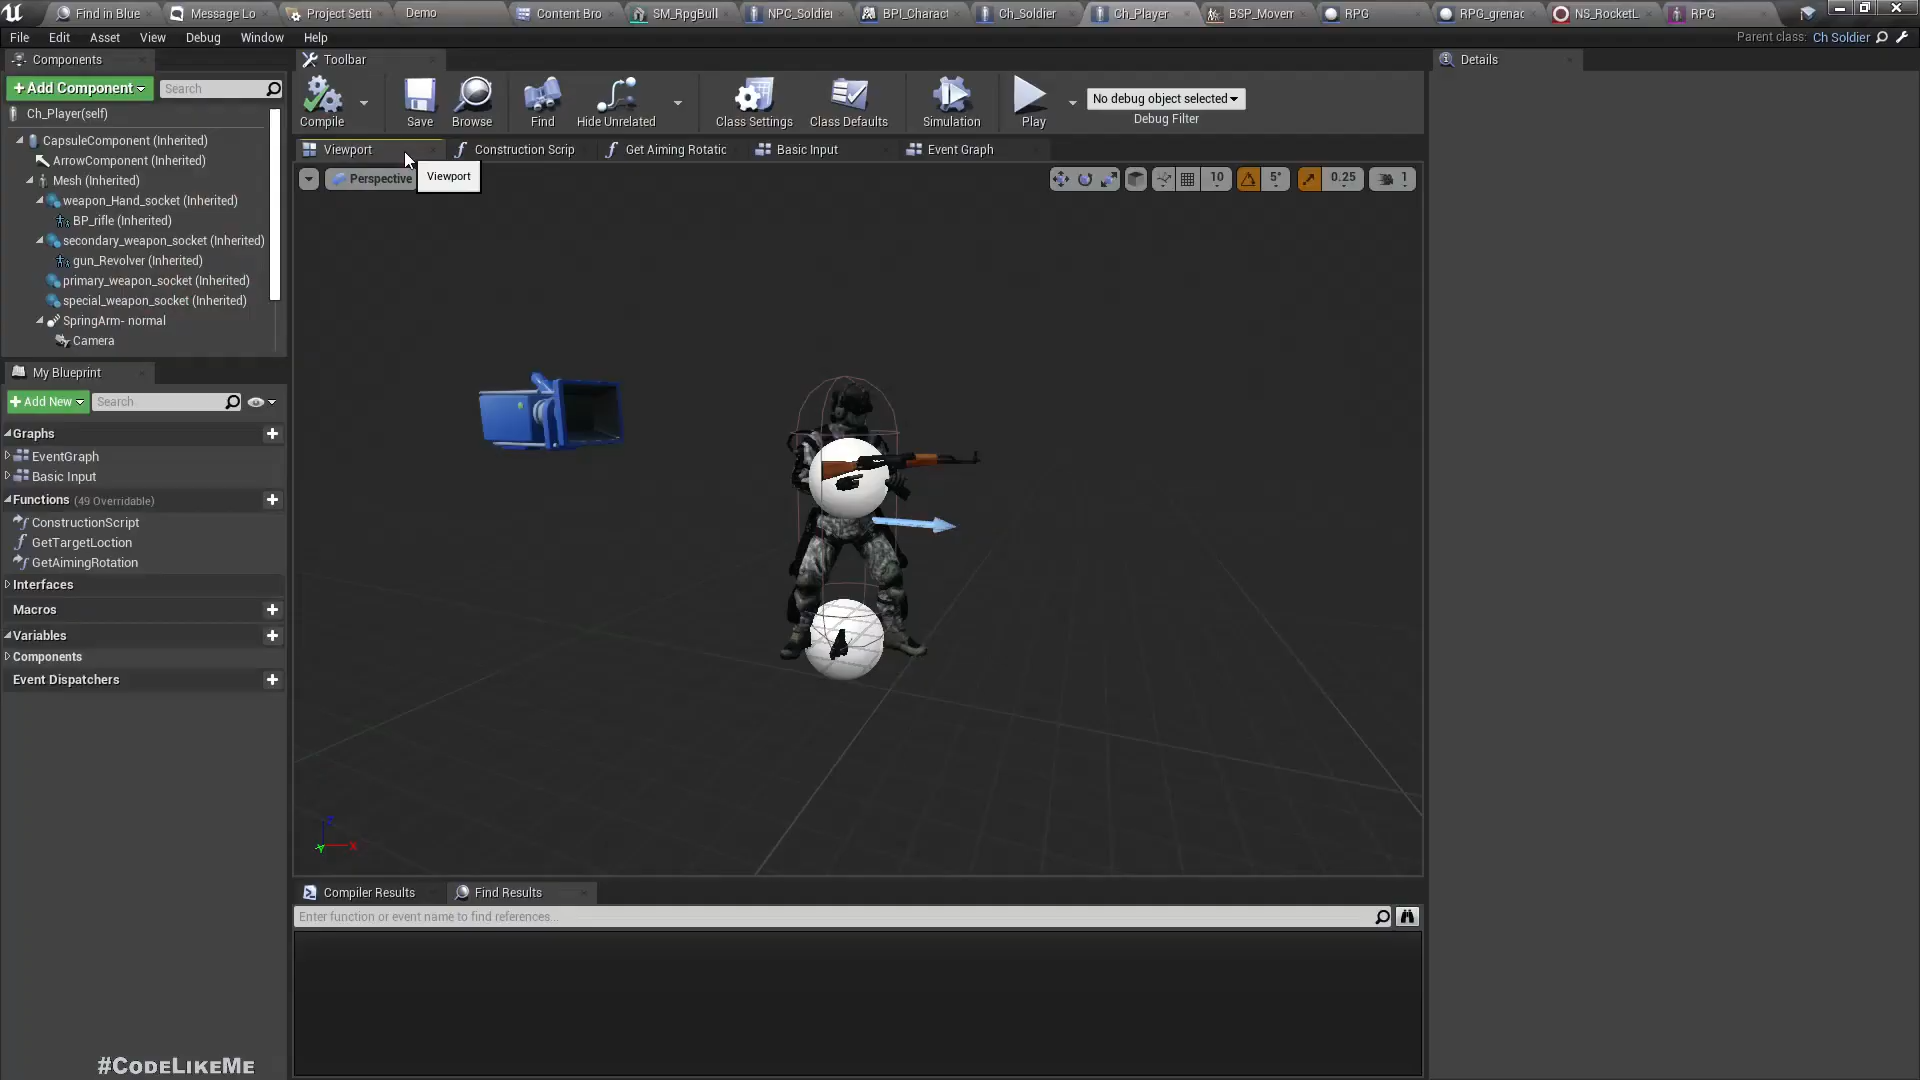 Find in Blue
Message Lo
Project Setti
Demo
Content Bro
SM_RpgBull
NPC_Soldier
BPI_Charact
Ch_Soldier
Ch_Player
BSP_Movem
RPG
RPG_grenac
NS_RocketL
RPG
File Edit Asset View Debug Window Help
Parent class: Ch Soldier
Components
Toolbar
Details
+Add Component
Search
Ch_Player(self)
Compile
Save
Browse
Find
Hide Unrelated
Class Settings
Class Defaults
Simulation
Play
No debug object selected
Debug Filter
CapsuleComponent (Inherited)
ArrowComponent (Inherited)
Mesh (Inherited)
weapon_Hand_socket (Inherited)
BP_rifle (Inherited)
secondary_weapon_socket (Inherited)
gun_Revolver (Inherited)
primary_weapon_socket (Inherited)
special_weapon_socket (Inherited)
SpringArm- normal
Camera
Viewport
Construction Scrip
Get Aiming Rotatic
Basic Input
Event Graph
Perspective
Viewport
10
5°
0.25
1
My Blueprint
+Add New
Search
Graphs
EventGraph
Basic Input
Functions (49 Overridable)
ConstructionScript
GetTargetLoction
GetAimingRotation
Interfaces
Macros
Variables
Components
Event Dispatchers
Z
X
Y
Compiler Results
Find Results
Enter function or event name to find references...
#CodeLikeMe